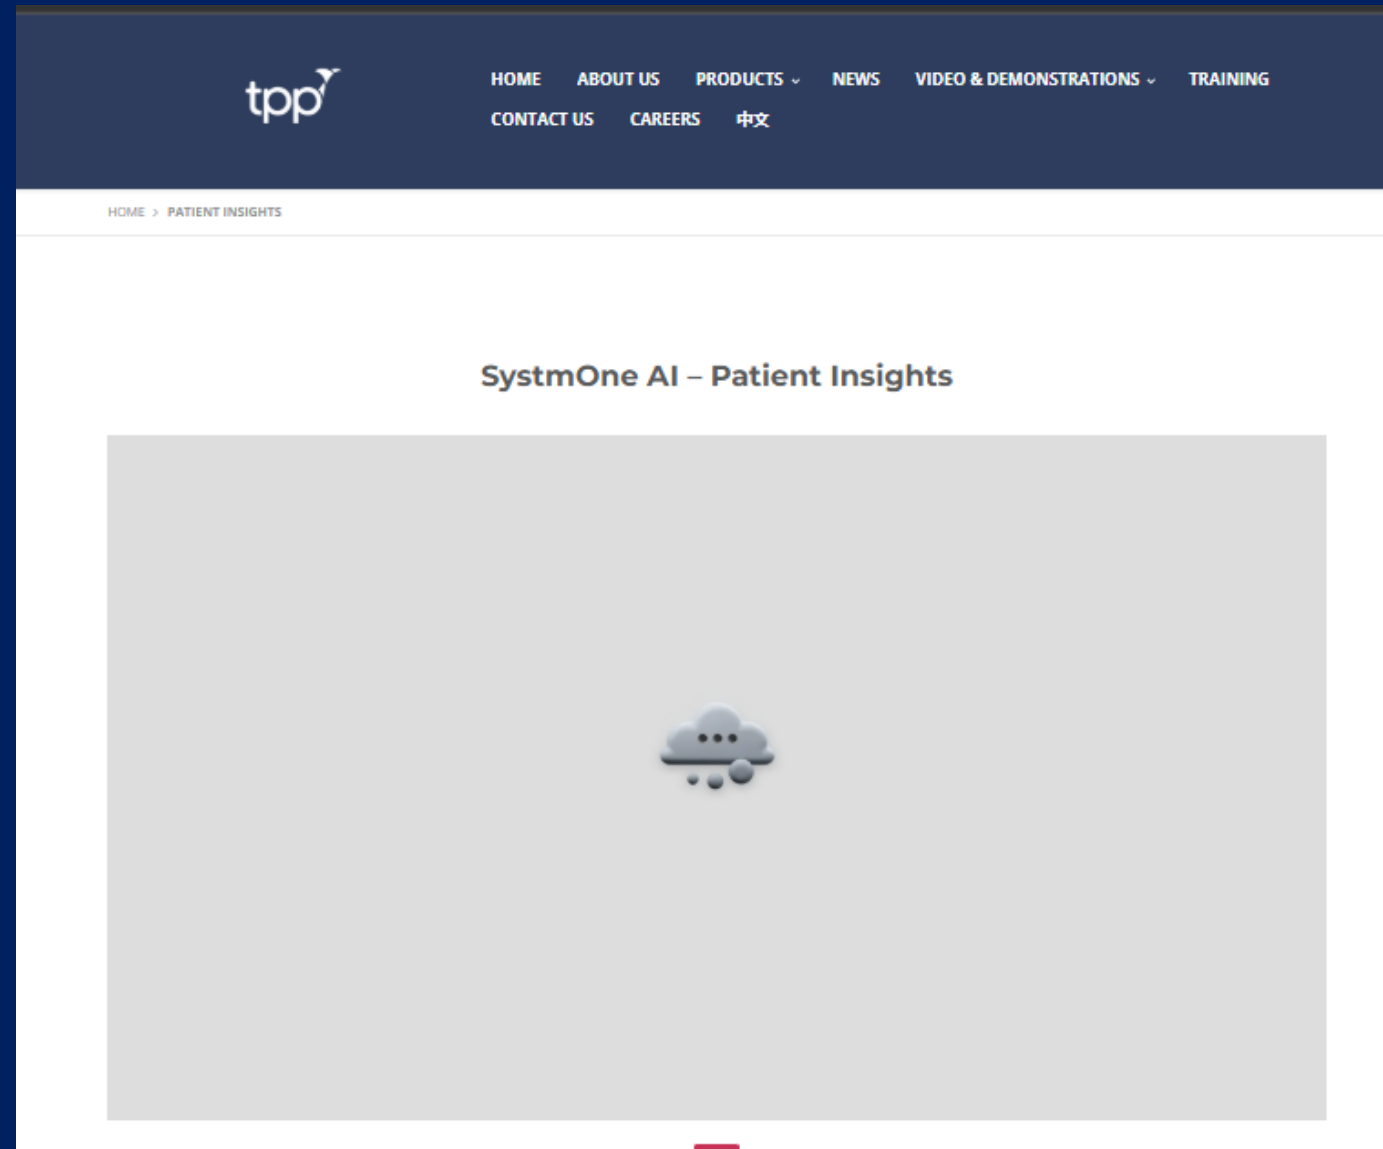 tpp
HOME ABOUT US PRODUCTS NEWS VIDEO & DEMONSTRATIONS TRAINING
CONTACT US CAREERS 中文
HOME > PATIENT INSIGHTS
SystmOne AI – Patient Insights